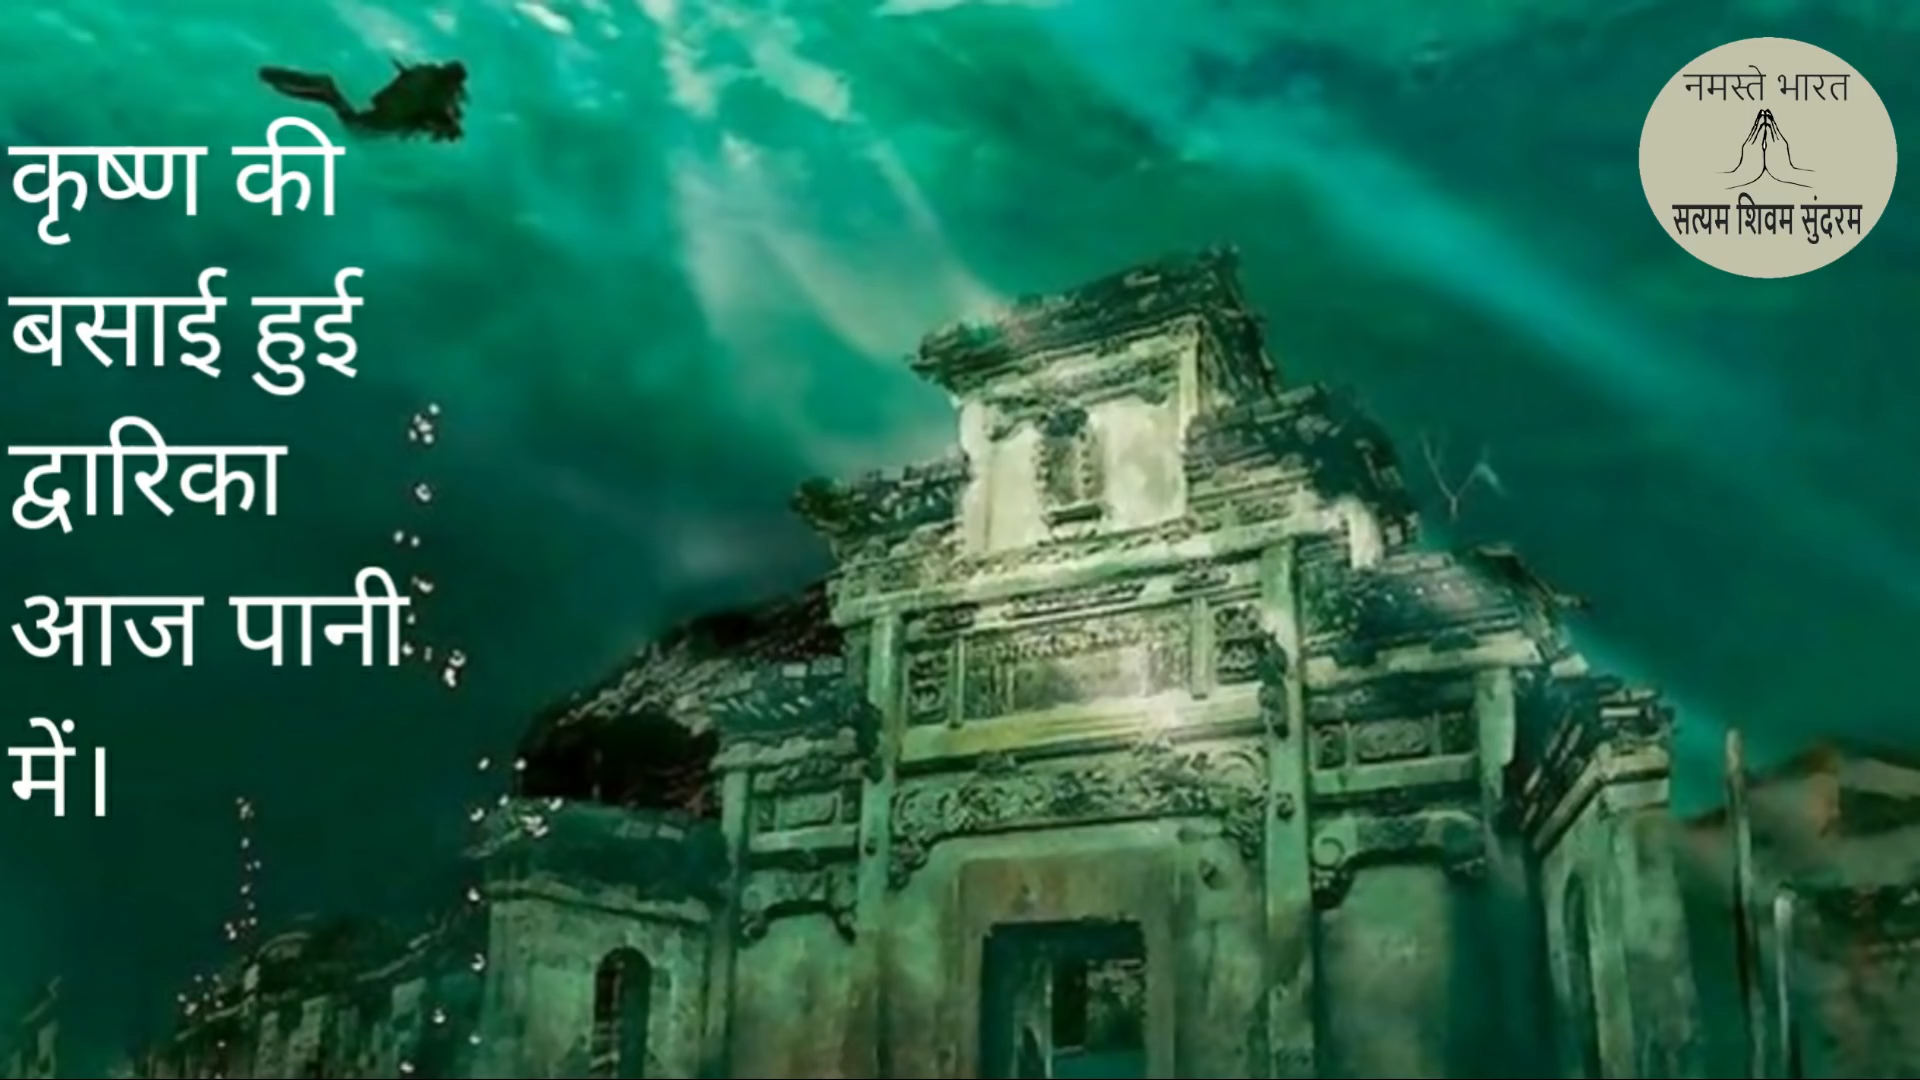 कृष्ण की
बसाई हुई
द्वारिका
आज पानी
में।
नमस्ते भारत
सत्यम शिवम सुंदरम